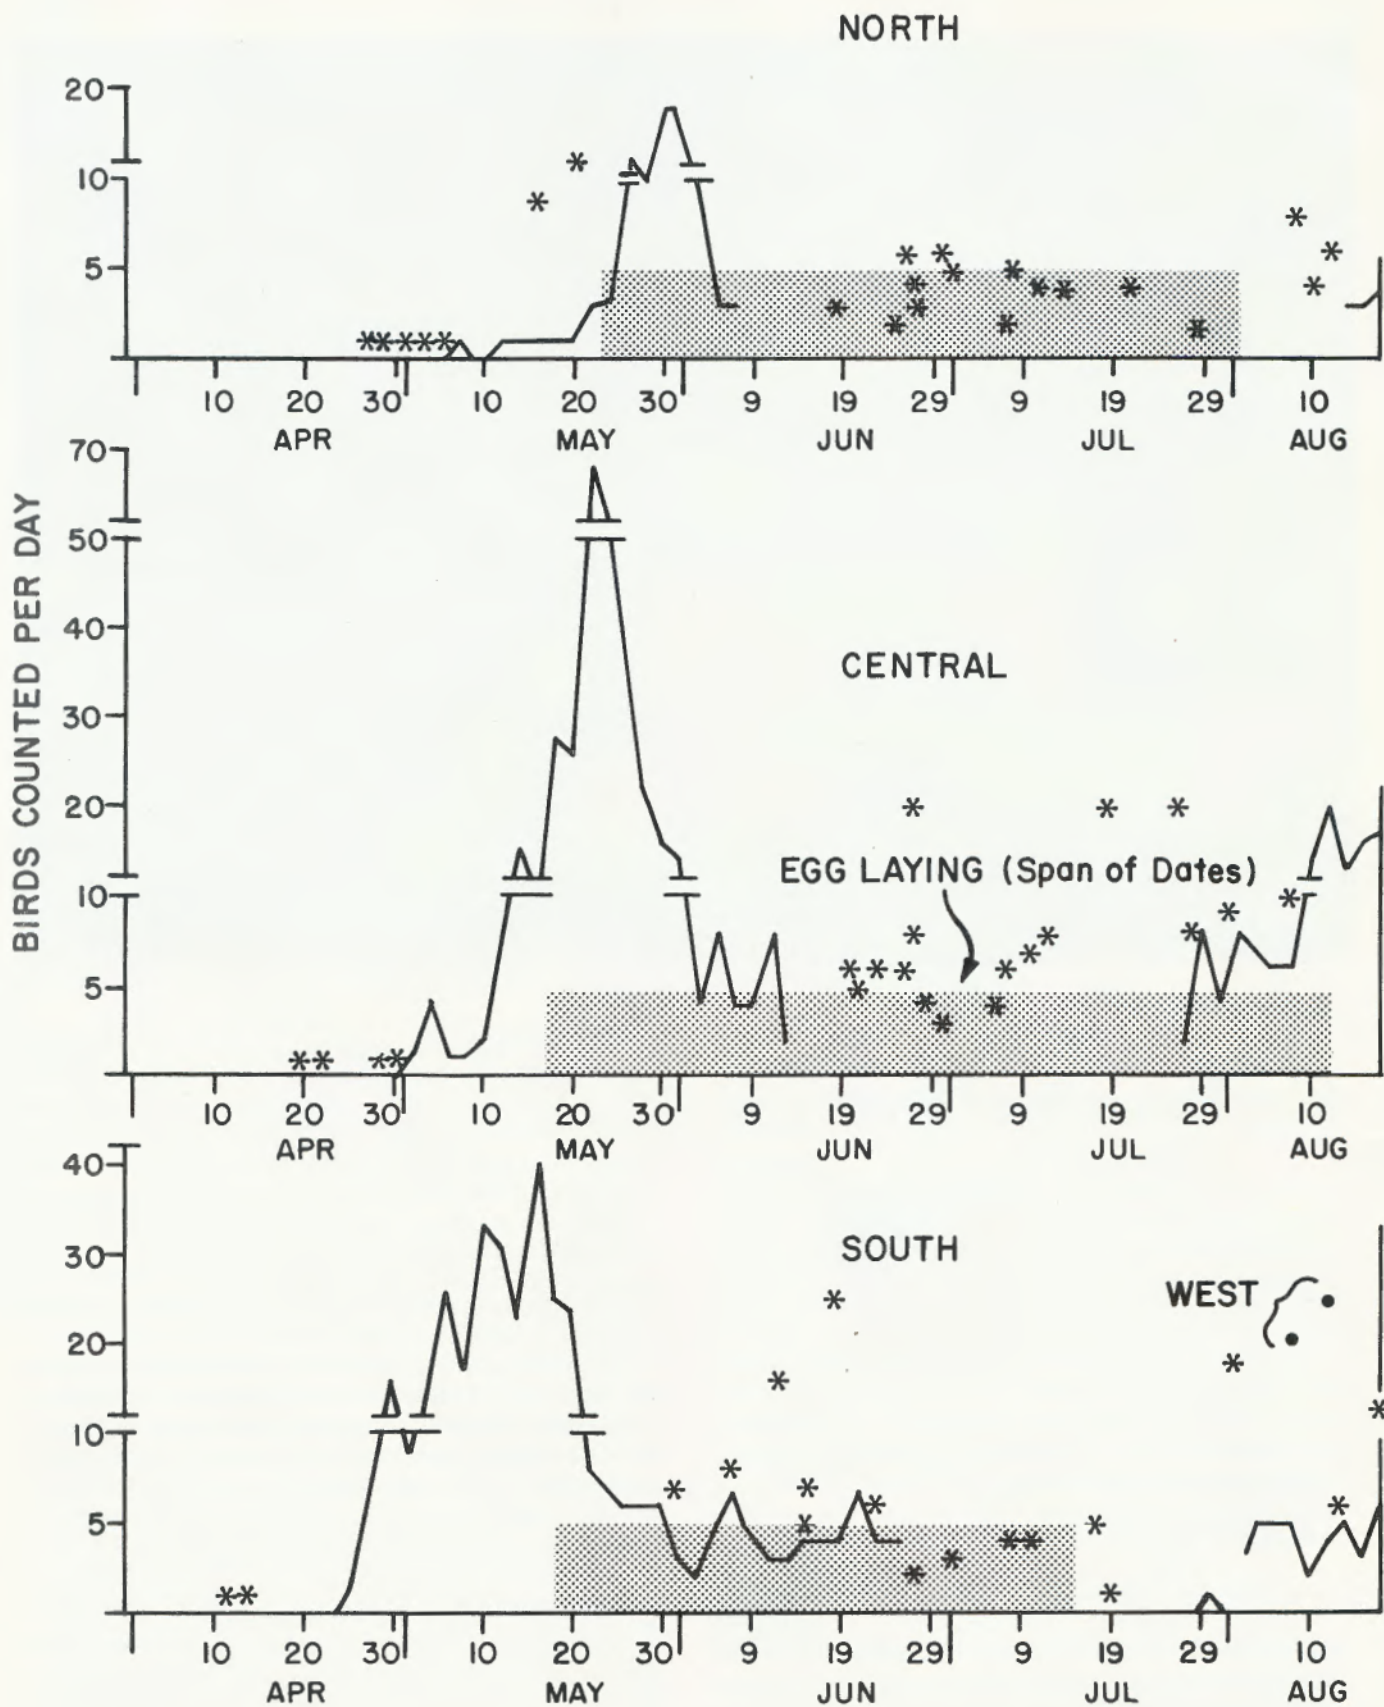 NORTH
20
10
5
10 20 30 10 20 30 9 19 29 9 19 29 10
APR MAY JUN JUL AUG
BIRDS COUNTED PER DAY
70
50
40
30
20
10
5
CENTRAL
EGG LAYING (Span of Dates)
10 20 30 10 20 30 9 19 29 9 19 29 10
APR MAY JUN JUL AUG
40
30
20
10
5
SOUTH
WEST
10 20 30 10 20 30 9 19 29 9 19 29 10
APR MAY JUN JUL AUG